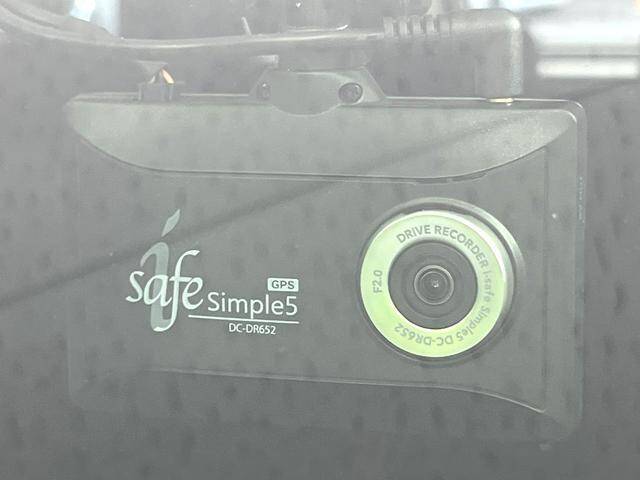 i
safe
GPS
Simple5
DC-DR652
F2.0 DRIVE RECORDER i-safe Simple5 DC-DR652